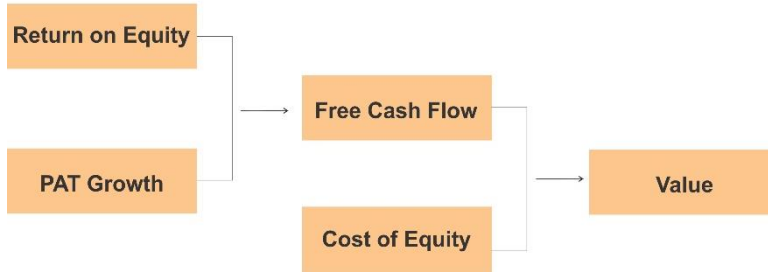 Return on Equity
Free Cash Flow
PAT Growth
Value
Cost of Equity